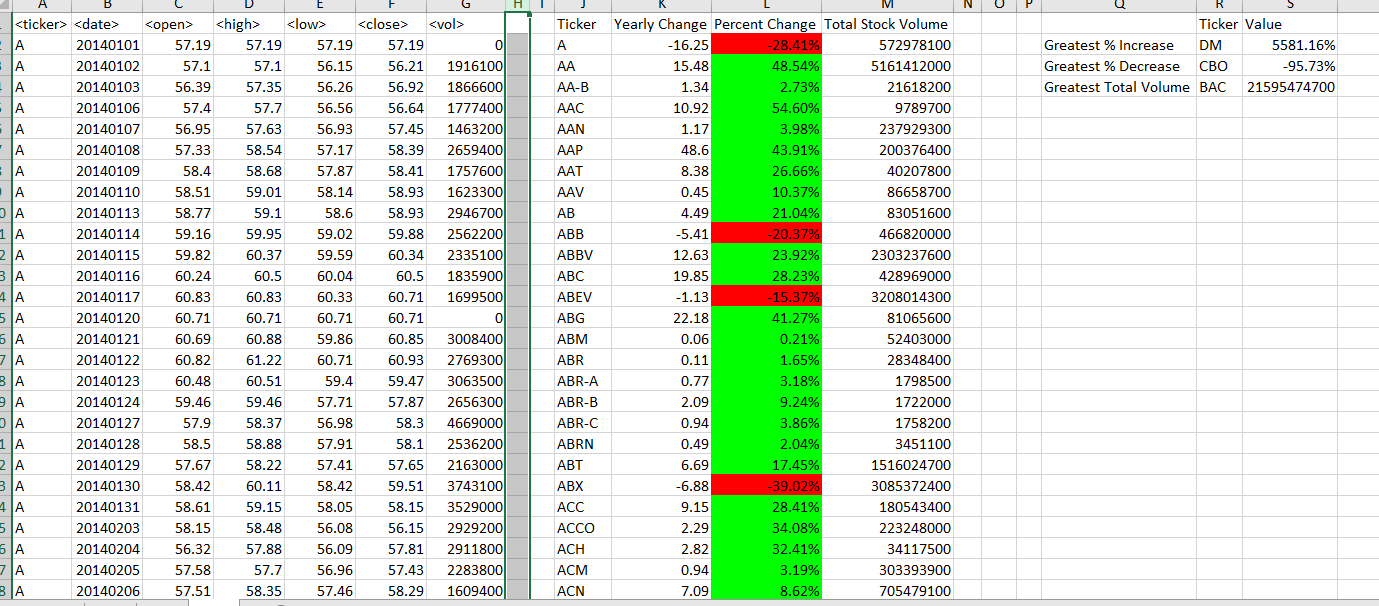 A B C D E F G H I J K L M N O P Q R S
<ticker> <date> <open> <high> <low> <close> <vol> Ticker Yearly Change Percent Change Total Stock Volume Ticker Value
A 20140101 57.19 57.19 57.19 57.19 0 A -16.25 -28.41% 572978100 Greatest % Increase DM 5581.16%
A 20140102 57.1 57.1 56.15 56.21 1916100 AA 15.48 48.54% 5161412000 Greatest % Decrease CBO -95.73%
A 20140103 56.39 57.35 56.26 56.92 1866600 AA-B 1.34 2.73% 21618200 Greatest Total Volume BAC 21595474700
A 20140106 57.4 57.7 56.56 56.64 1777400 AAC 10.92 54.60% 9789700
A 20140107 56.95 57.63 56.93 57.45 1463200 AAN 1.17 3.98% 237929300
A 20140108 57.33 58.54 57.17 58.39 2659400 AAP 48.6 43.91% 200376400
A 20140109 58.4 58.68 57.87 58.41 1757600 AAT 8.38 26.66% 40207800
A 20140110 58.51 59.01 58.14 58.93 1623300 AAV 0.45 10.37% 86658700
A 20140113 58.77 59.1 58.6 58.93 2946700 AB 4.49 21.04% 83051600
A 20140114 59.16 59.95 59.02 59.88 2562200 ABB -5.41 -20.37% 466820000
A 20140115 59.82 60.37 59.59 60.34 2335100 ABBV 12.63 23.92% 2303237600
A 20140116 60.24 60.5 60.04 60.5 1835900 ABC 19.85 28.23% 428969000
A 20140117 60.83 60.83 60.33 60.71 1699500 ABEV -1.13 -15.37% 3208014300
A 20140120 60.71 60.71 60.71 60.71 0 ABG 22.18 41.27% 81065600
A 20140121 60.69 60.88 59.86 60.85 3008400 ABM 0.06 0.21% 52403000
A 20140122 60.82 61.22 60.71 60.93 2769300 ABR 0.11 1.65% 28348400
A 20140123 60.48 60.51 59.4 59.47 3063500 ABR-A 0.77 3.18% 1798500
A 20140124 59.46 59.46 57.71 57.87 2656300 ABR-B 2.09 9.24% 1722000
A 20140127 57.9 58.37 56.98 58.3 4669000 ABR-C 0.94 3.86% 1758200
A 20140128 58.5 58.88 57.91 58.1 2536200 ABRN 0.49 2.04% 3451100
A 20140129 57.67 58.22 57.41 57.65 2163000 ABT 6.69 17.45% 1516024700
A 20140130 58.42 60.11 58.42 59.51 3743100 ABX -6.88 -39.02% 3085372400
A 20140131 58.61 59.15 58.05 58.15 3529000 ACC 9.15 28.41% 180543400
A 20140203 58.15 58.48 56.08 56.15 2929200 ACCO 2.29 34.08% 223248000
A 20140204 56.32 57.88 56.09 57.81 2911800 ACH 2.82 32.41% 34117500
A 20140205 57.58 57.7 56.96 57.43 2283800 ACM 0.94 3.19% 303393900
A 20140206 57.51 58.35 57.46 58.29 1609400 ACN 7.09 8.62% 705479100